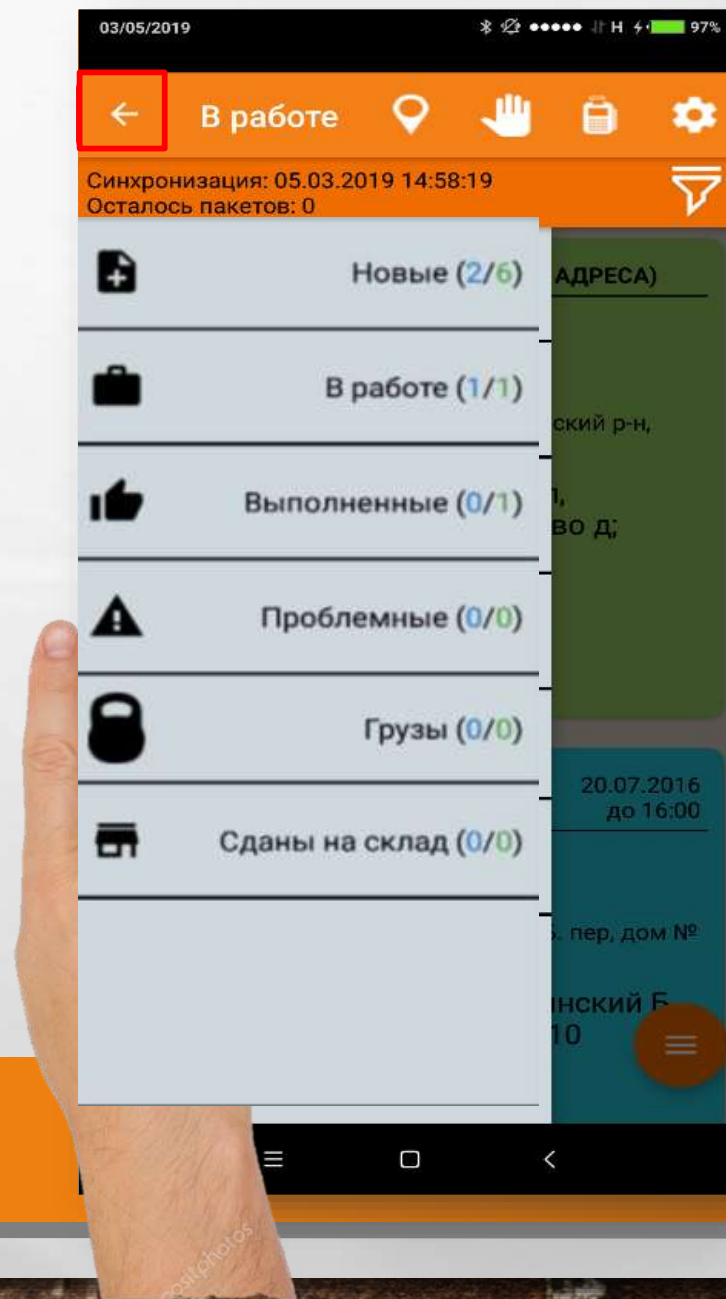 03/05/2019
H
97%
В работе
Синхронизация: 05.03.2019 14:58:19
Осталось пакетов: 0
Новые (2/6)
АДРЕСА)
В работе (1/1)
ский р-н,
Выполненные (0/1)
во д;
Проблемные (0/0)
Грузы (0/0)
20.07.2016
до 16:00
Сданы на склад (0/0)
. пер, дом №
нский Б
10
depositphotos